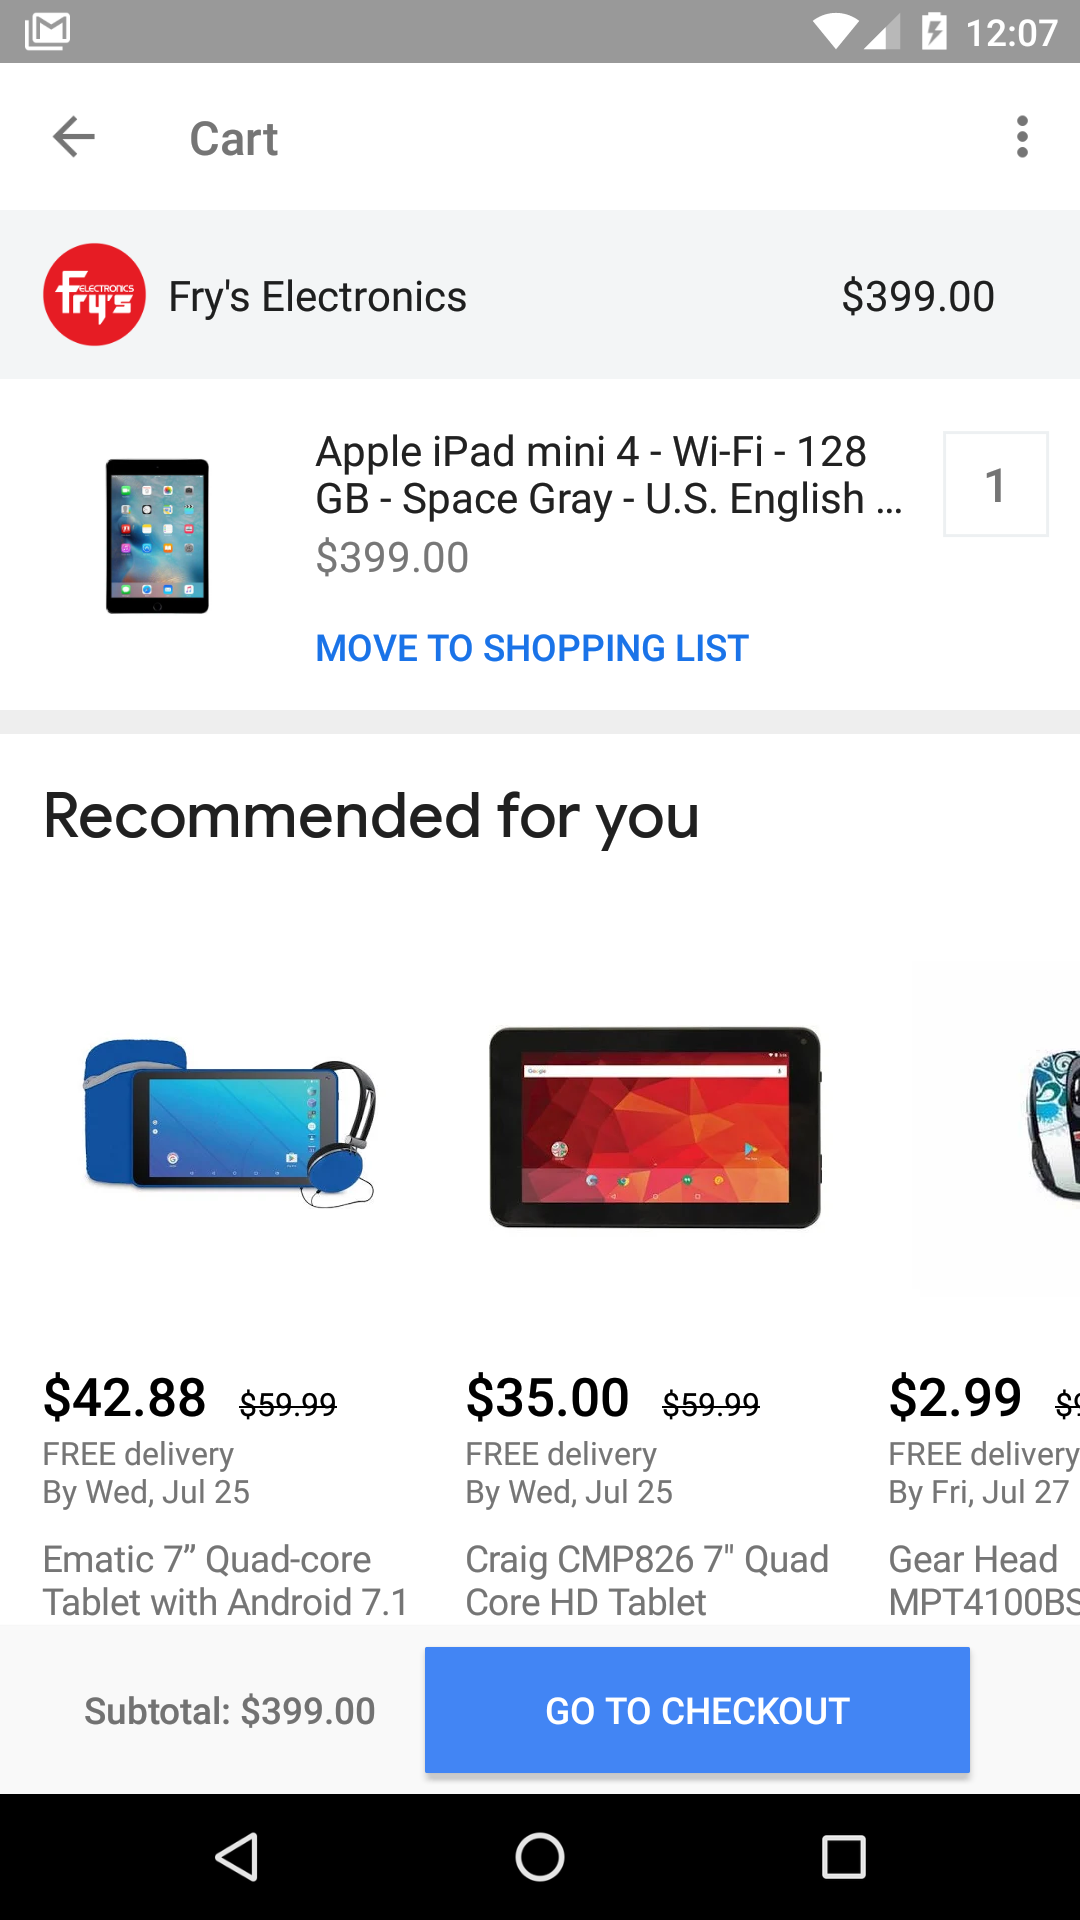 12:07
Cart
Fry's ELECTRONICS
Fry's Electronics
$399.00
Apple iPad mini 4 - Wi-Fi - 128
GB - Space Gray - U.S. English ...
1
$399.00
MOVE TO SHOPPING LIST
Recommended for you
Google
$42.88 $59.99
FREE delivery
By Wed, Jul 25
Ematic 7” Quad-core
Tablet with Android 7.1
$35.00 $59.99
FREE delivery
By Wed, Jul 25
Craig CMP826 7" Quad
Core HD Tablet
$2.99
FREE delivery
By Fri, Jul 27
Gear Head
MPT4100BS
Subtotal: $399.00
GO TO CHECKOUT